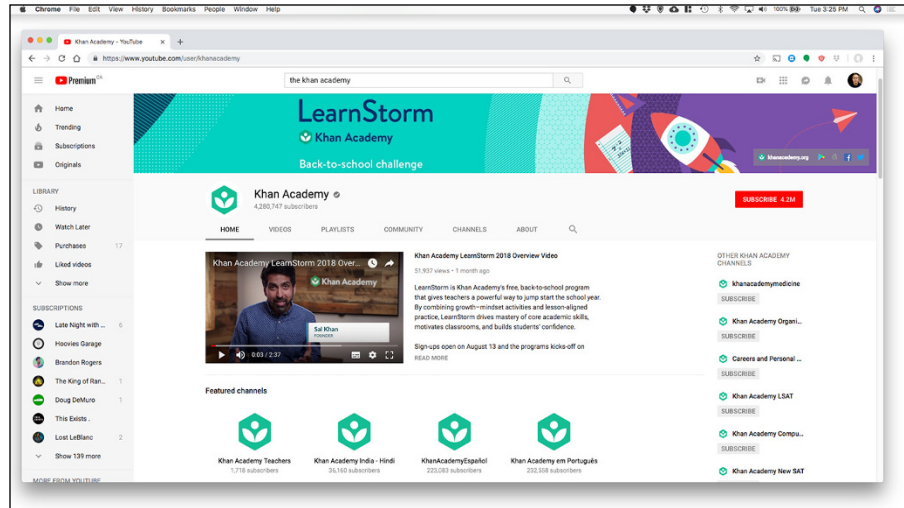 Chrome File Edit View History Bookmarks People Window Help
100%
Tue 3:25 PM
Khan Academy - YouTube
https://www.youtube.com/user/khanacademy
Premium CA
the khan academy
Home
Trending
Subscriptions
Originals
LIBRARY
History
Watch Later
Purchases 17
Liked videos
Show more
SUBSCRIPTIONS
Late Night with ... 6
Hoovies Garage
Brandon Rogers
The King of Ran... 1
Doug DeMuro 1
This Exists .
Lost LeBlanc 2
Show 139 more
MORE FROM YOUTUBE
LearnStorm
Khan Academy
Back-to-school challenge
khanacademy.org
Khan Academy
4,280,747 subscribers
SUBSCRIBE 4.2M
HOME VIDEOS PLAYLISTS COMMUNITY CHANNELS ABOUT
Khan Academy LearnStorm 2018 Over...
Khan Academy
Sal Khan
FOUNDER
0:03 / 2:37
Khan Academy LearnStorm 2018 Overview Video
51,937 views • 1 month ago
LearnStorm is Khan Academy's free, back-to-school program
that gives teachers a powerful way to jump start the school year.
By combining growth-mindset activities and lesson-aligned
practice, LearnStorm drives mastery of core academic skills,
motivates classrooms, and builds students' confidence.
Sign-ups open on August 13 and the programs kicks-off on
READ MORE
Featured channels
Khan Academy Teachers
1,718 subscribers
Khan Academy India - Hindi
36,160 subscribers
KhanAcademyEspañol
223,083 subscribers
Khan Academy em Português
232,558 subscribers
OTHER KHAN ACADEMY
CHANNELS
khanacademymedicine
SUBSCRIBE
Khan Academy Organi...
SUBSCRIBE
Careers and Personal ...
SUBSCRIBE
Khan Academy LSAT
SUBSCRIBE
Khan Academy Compu...
SUBSCRIBE
Khan Academy New SAT